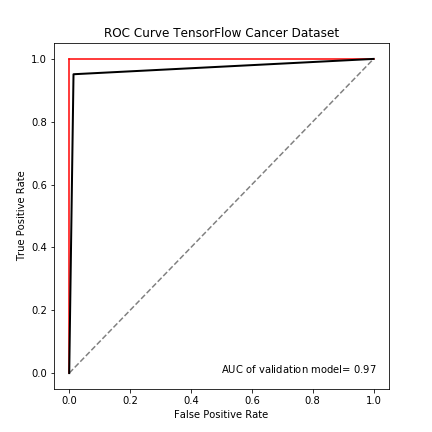 ROC Curve TensorFlow Cancer Dataset
1.0
0.8
0.6
0.4
0.2
0.0
True Positive Rate
AUC of validation model= 0.97
0.0 0.2 0.4 0.6 0.8 1.0
False Positive Rate